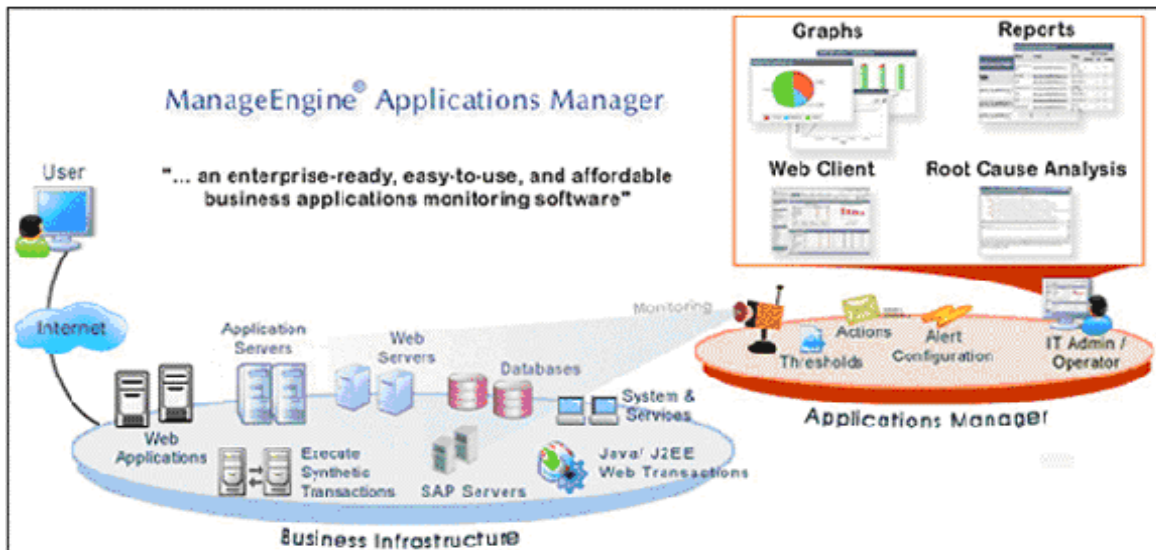 ManageEngine® Applications Manager
"... an enterprise-ready, easy-to-use, and affordable
business applications monitoring software"
Graphs
Reports
Web Client
Root Cause Analysis
User
Internet
Monitoring
Application
Servers
Web
Servers
Databases
System &
Services
Web
Applications
Execute
Synthetic
Transactions
SAP Servers
Java/ J2EE
Web Transactions
Business Infrastructure
Thresholds
Actions
Alert
Configuration
IT Admin /
Operator
Applications Manager